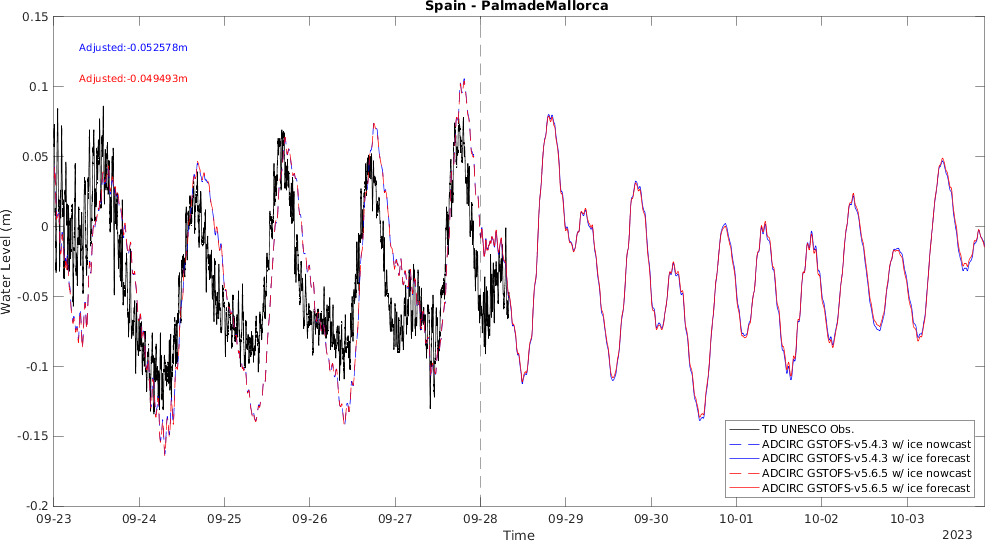 Spain - PalmadeMallorca
Adjusted:-0.052578m
Adjusted:-0.049493m
0.15
0.1
0.05
0
-0.05
-0.1
-0.15
-0.2
Water Level (m)
09-23 09-24 09-25 09-26 09-27 09-28 09-29 09-30 10-01 10-02 10-03
Time
2023
TD UNESCO Obs.
ADCIRC GSTOFS-v5.4.3 w/ ice nowcast
ADCIRC GSTOFS-v5.4.3 w/ ice forecast
ADCIRC GSTOFS-v5.6.5 w/ ice nowcast
ADCIRC GSTOFS-v5.6.5 w/ ice forecast